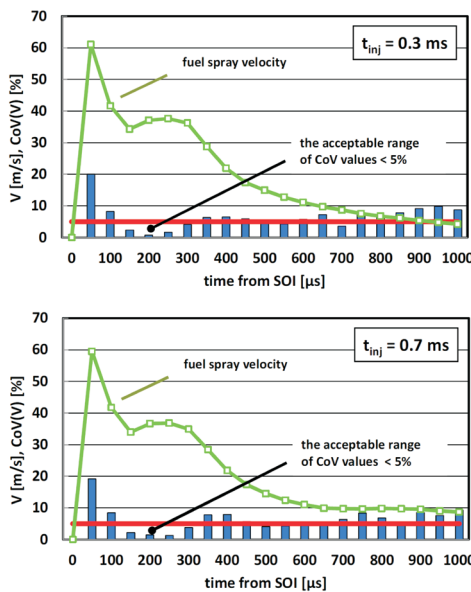 70
60
50
40
30
20
10
0
V [m/s], CoV(V) [%]
t_inj = 0.3 ms
fuel spray velocity
the acceptable range
of CoV values < 5%
0 100 200 300 400 500 600 700 800 900 1000
time from SOI [µs]
70
60
50
40
30
20
10
0
V [m/s], CoV(V) [%]
t_inj = 0.7 ms
fuel spray velocity
the acceptable range
of CoV values < 5%
0 100 200 300 400 500 600 700 800 900 1000
time from SOI [µs]